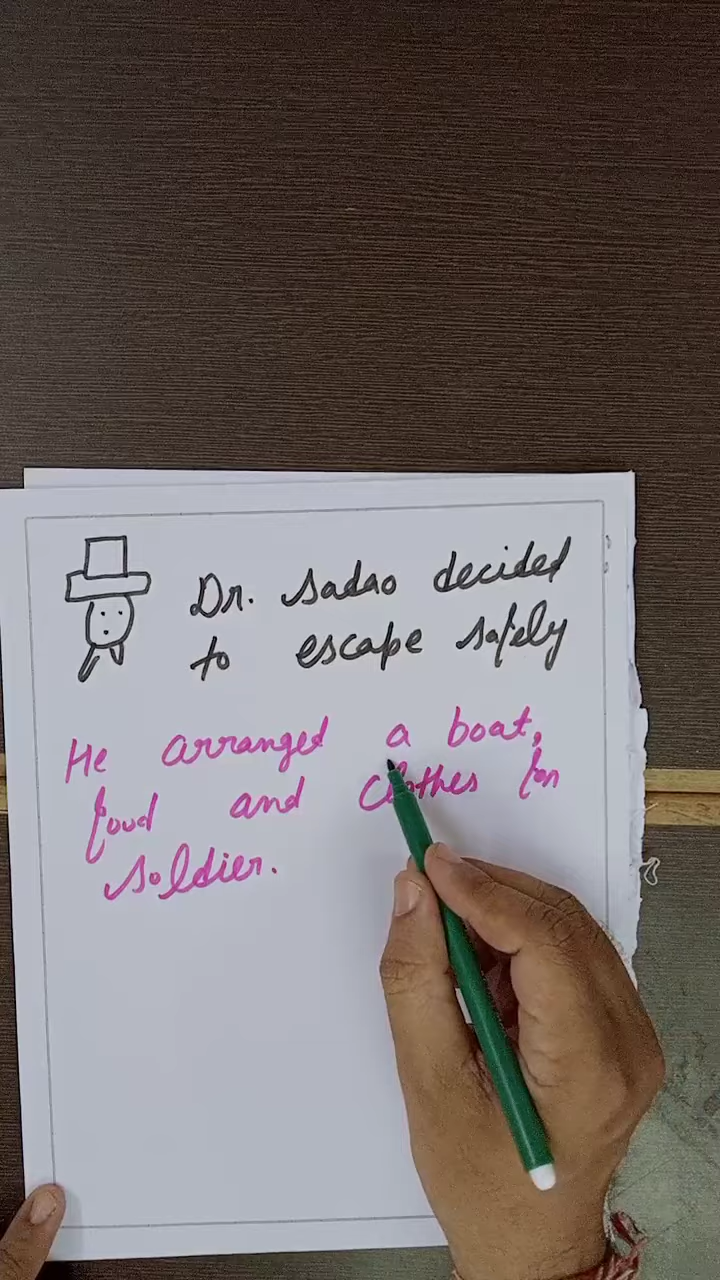 Dr. Sadao decided
to escape safely
He arranged a boat,
food and clothes for
soldier.